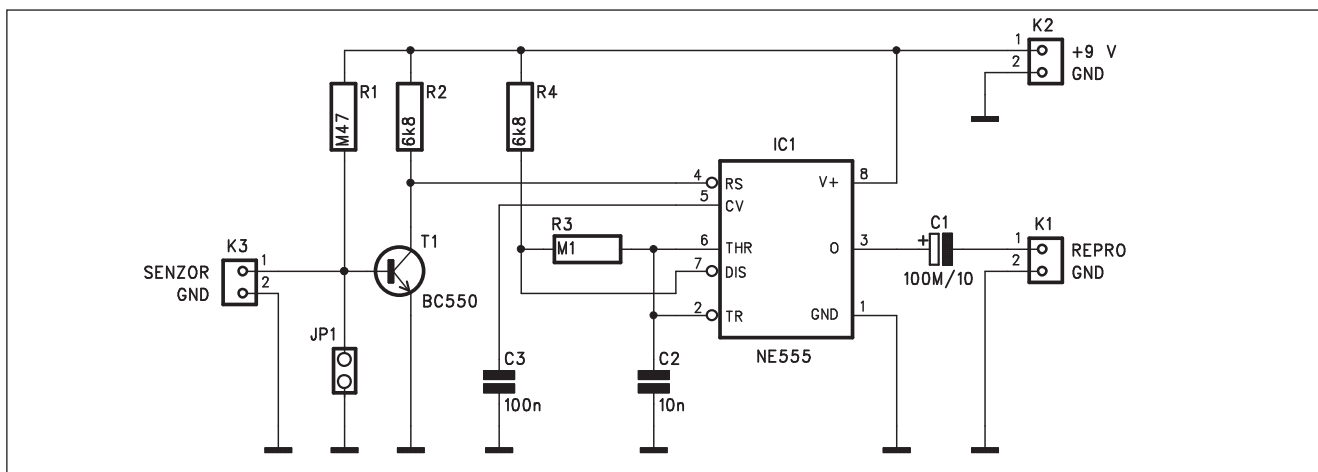 K2
1
+9 V
2
GND
R1
M47
R2
6k8
R4
6k8
IC1
4
RS
V+
8
5
CV
R3
M1
6
THR
O
3
C1
+
100M/10
K1
1
REPRO
2
GND
7
DIS
K3
SENZOR
1
GND
2
T1
BC550
2
TR
GND
1
NE555
JP1
C3
100n
C2
10n